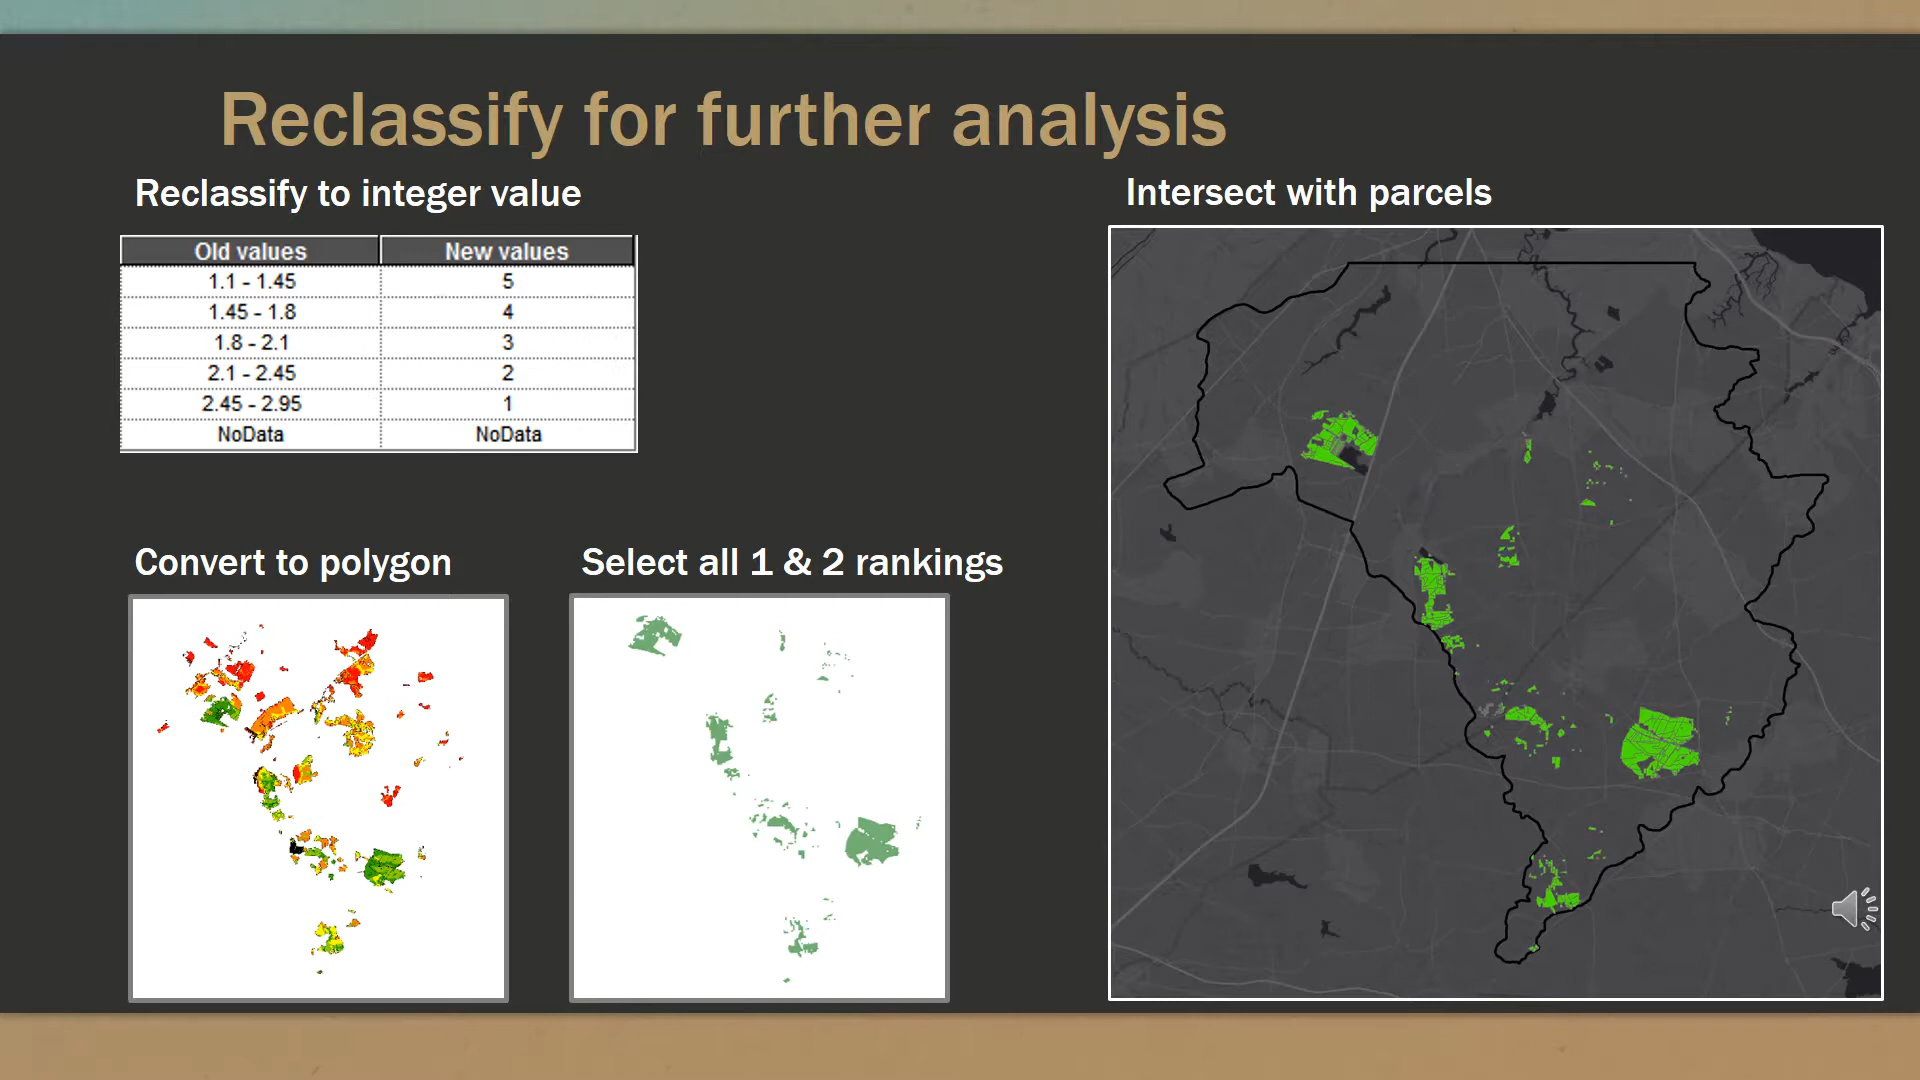 Reclassify for further analysis
Reclassify to integer value
Old values New values
1.1 - 1.45 5
1.45 - 1.8 4
1.8 - 2.1 3
2.1 - 2.45 2
2.45 - 2.95 1
NoData NoData
Intersect with parcels
Convert to polygon
Select all 1 & 2 rankings